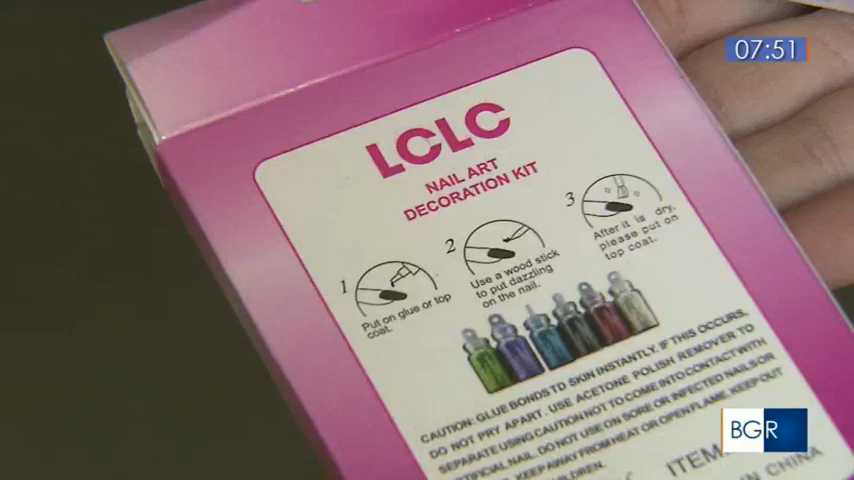 07:51
LCLC
NAIL ART
DECORATION KIT
1
Put on glue or top
coat.
2
Use a wood stick
to put dazzling
on the nail.
3
After it is dry,
please put on
top coat.
CAUTION: GLUE BONDS TD SKIN INSTANTLY. IF THIS OCCURS,
DO NOT PRY APART. USE ACETONE POLISH REMOVER TO
SEPARATE USING CAUTION NOT TO COME INTO CONTACT WITH
ARTIFICIAL NAIL. DO NOT USE ON SORE OR INFECTED NAILS OR
KEEP AWAY FROM HEAT OR OPEN FLAME. KEEP OUT
CHILDREN.
ITEM
IN CHINA
BGR